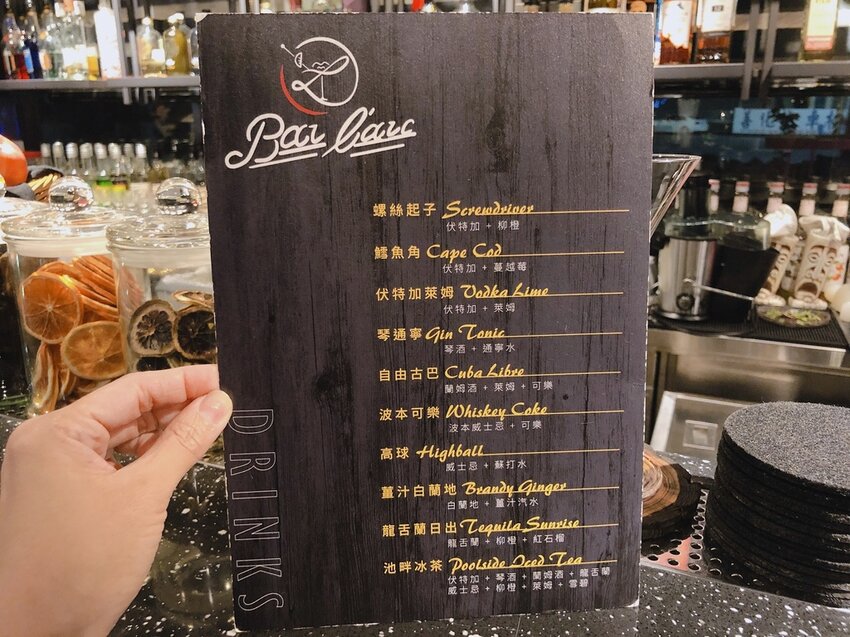 Bar l'arc
螺絲起子 Screwdriver
伏特加 + 柳橙
鱈魚角 Cape Cod
伏特加 + 蔓越莓
伏特加萊姆 Vodka Lime
伏特加 + 萊姆
琴通寧 Gin Tonic
琴酒 + 通寧水
自由古巴 Cuba Libre
蘭姆酒 + 萊姆 + 可樂
波本可樂 Whiskey Coke
波本威士忌 + 可樂
高球 Highball
威士忌 + 蘇打水
薑汁白蘭地 Brandy Ginger
白蘭地 + 薑汁汽水
龍舌蘭日出 Tequila Sunrise
龍舌蘭 + 柳橙 + 紅石榴
池畔冰茶 Poolside Iced Tea
伏特加 + 琴酒 + 蘭姆酒 + 龍舌蘭
威士忌 + 柳橙 + 萊姆 + 雪碧
DRINKS